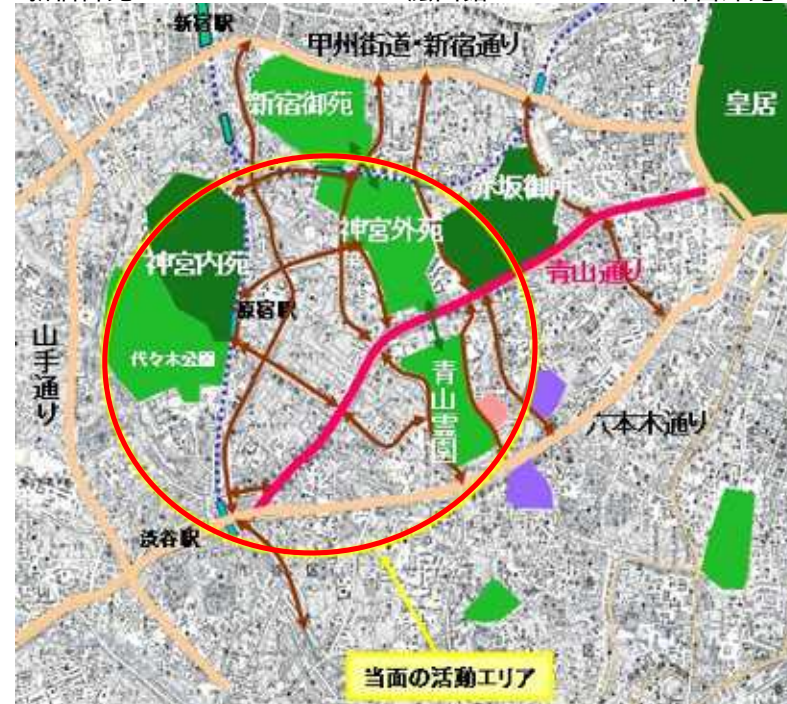 新宿駅
甲州街道・新宿通り
新宿御苑
皇居
赤坂御所
神宮外苑
神宮内苑
青山通り
原宿駅
山手通り
代々木公園
青山霊園
六本木通り
渋谷駅
当面の活動エリア